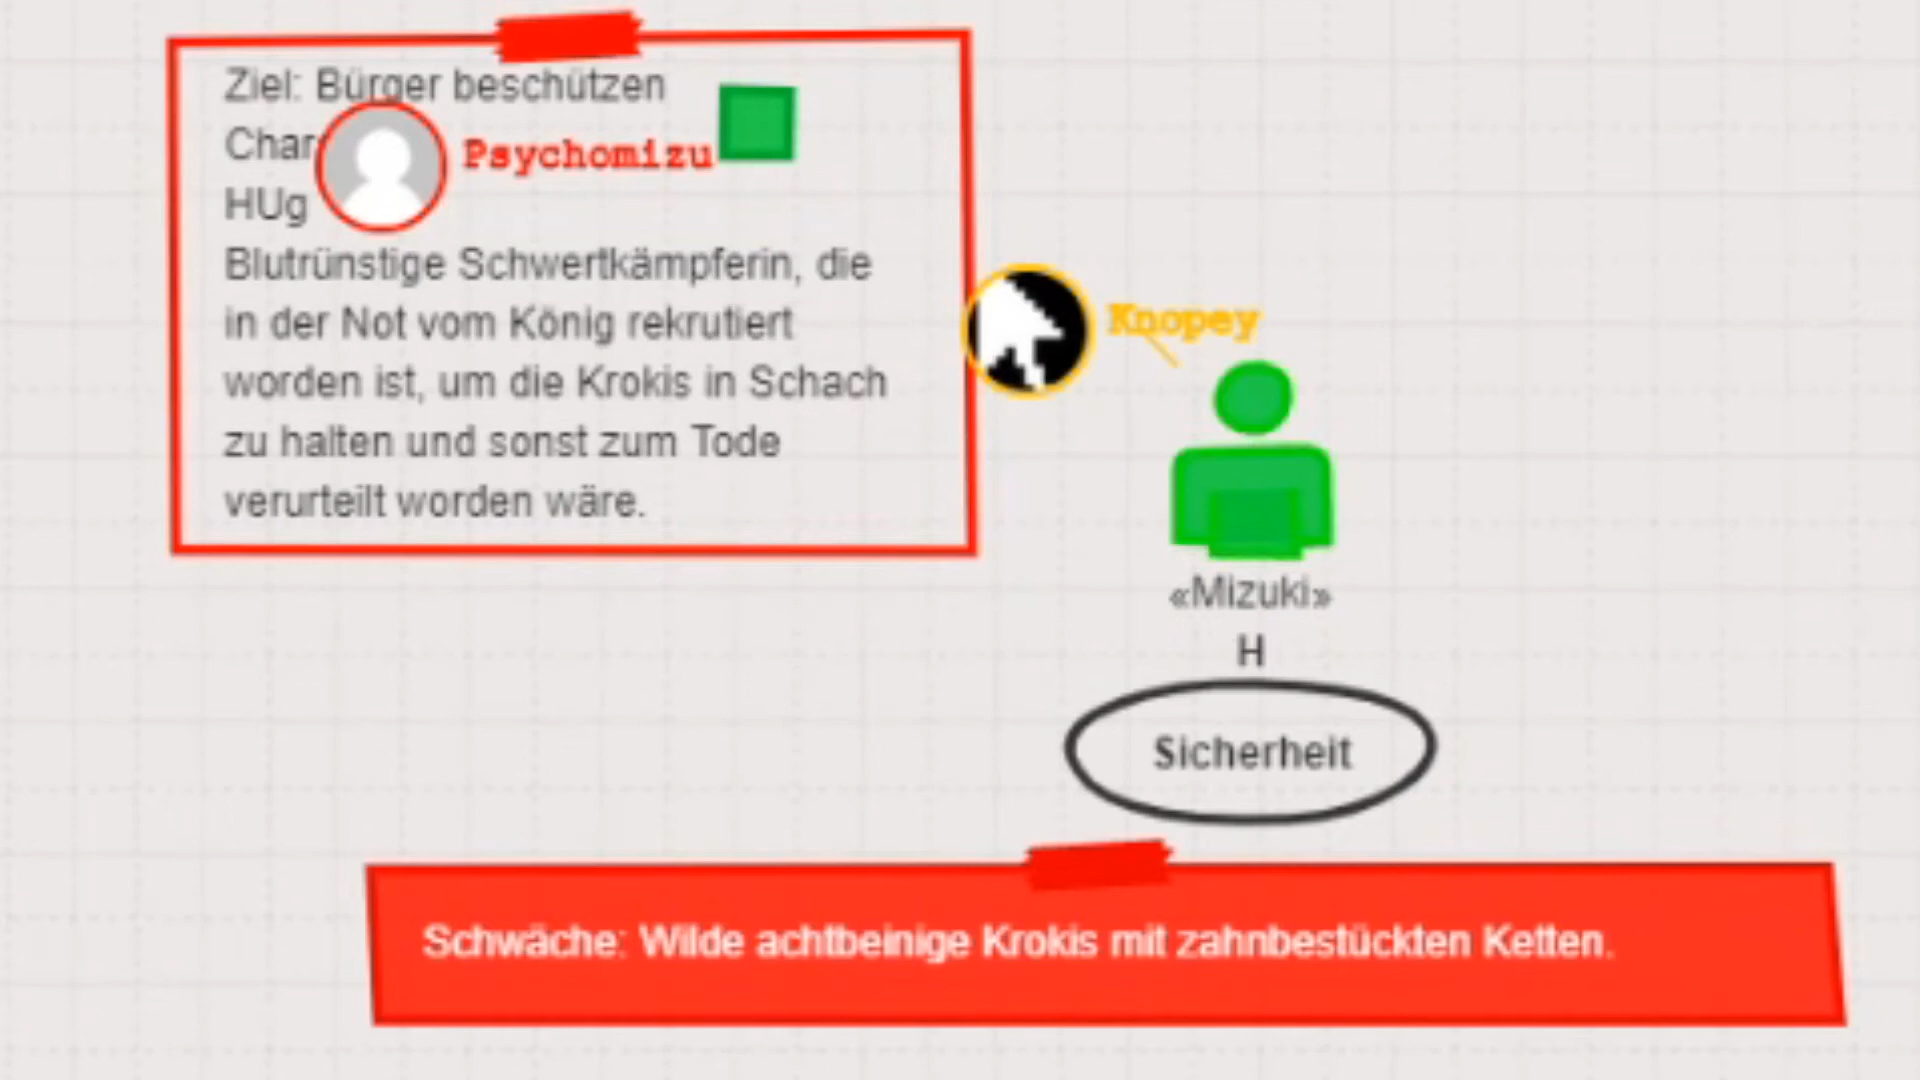 Ziel: Bürger beschützen
Char
Psychomizu
HUg
Blutrünstige Schwertkämpferin, die
in der Not vom König rekrutiert
worden ist, um die Krokis in Schach
zu halten und sonst zum Tode
verurteilt worden wäre.
Knopey
«Mizuki»
H
Sicherheit
Schwäche: Wilde achtbeinige Krokis mit zahnbestückten Ketten.